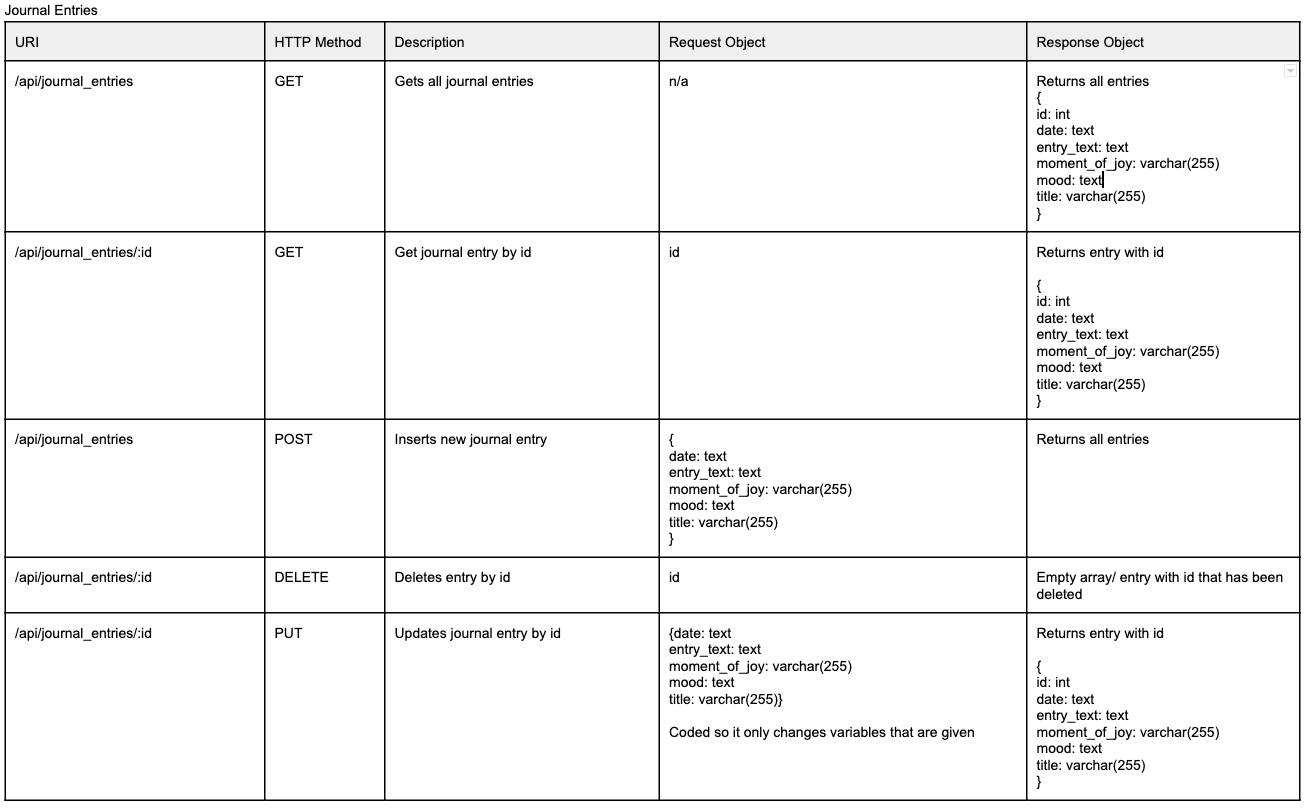 Journal Entries
URI HTTP Method Description Request Object Response Object
/api/journal_entries GET Gets all journal entries n/a Returns all entries
{
id: int
date: text
entry_text: text
moment_of_joy: varchar(255)
mood: text
title: varchar(255)
}
/api/journal_entries/:id GET Get journal entry by id id Returns entry with id
{
id: int
date: text
entry_text: text
moment_of_joy: varchar(255)
mood: text
title: varchar(255)
}
/api/journal_entries POST Inserts new journal entry { Returns all entries
date: text
entry_text: text
moment_of_joy: varchar(255)
mood: text
title: varchar(255)
}
/api/journal_entries/:id DELETE Deletes entry by id id Empty array/ entry with id that has been
deleted
/api/journal_entries/:id PUT Updates journal entry by id {date: text Returns entry with id
entry_text: text
moment_of_joy: varchar(255) {
mood: text id: int
title: varchar(255)} date: text
entry_text: text
Coded so it only changes variables that are given moment_of_joy: varchar(255)
mood: text
title: varchar(255)
}